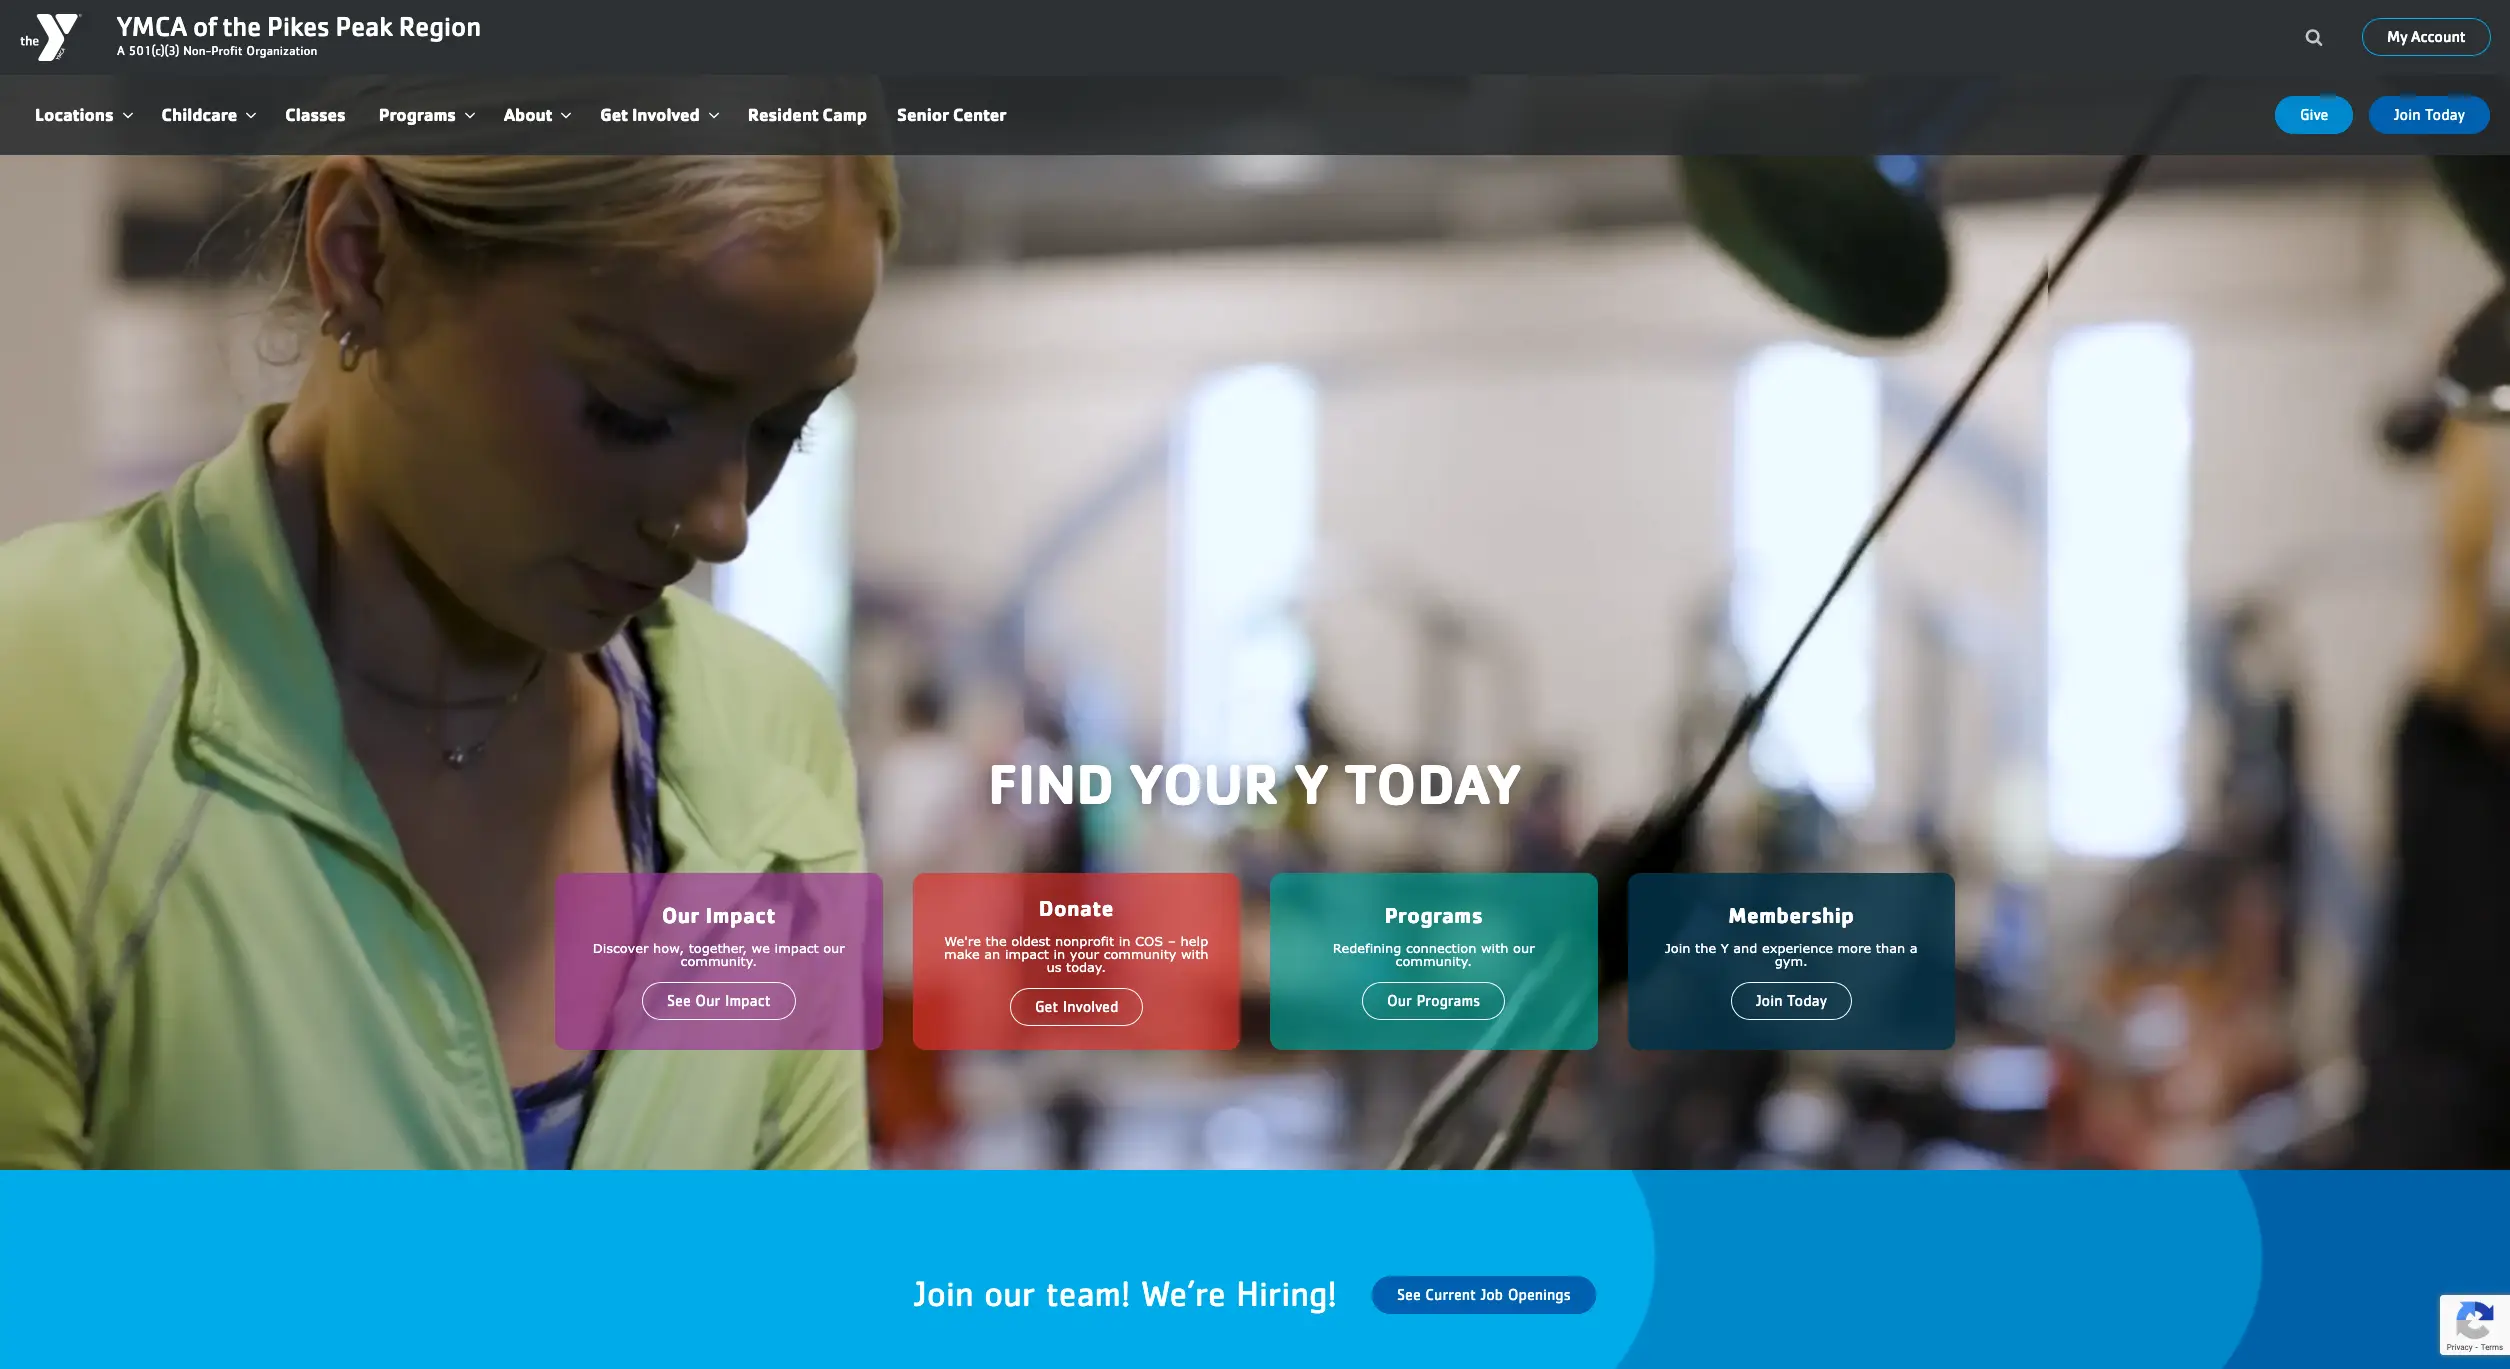 the
YMCA of the Pikes Peak Region
A 501(c)(3) Non-Profit Organization
My Account
Locations
Childcare
Classes
Programs
About
Get Involved
Resident Camp
Senior Center
Give
Join Today
FIND YOUR Y TODAY
Our Impact
Discover how, together, we impact our
community.
See Our Impact
Donate
We're the oldest nonprofit in COS – help
make an impact in your community with
us today.
Get Involved
Programs
Redefining connection with our
community.
Our Programs
Membership
Join the Y and experience more than a
gym.
Join Today
Join our team! We’re Hiring!
See Current Job Openings
Privacy - Terms